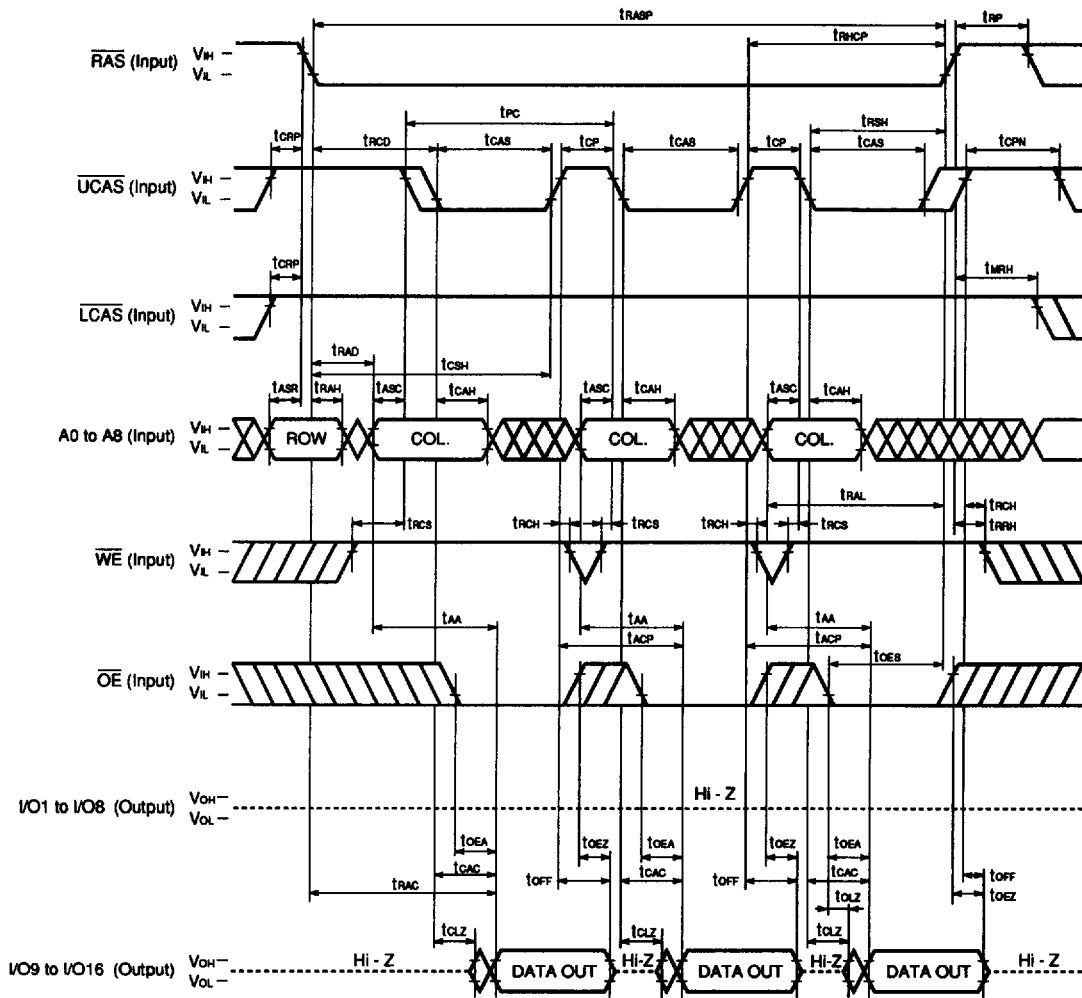 tRASP
tRP
tRHCP
RAS (Input) VIH
VIL
tPC
tRSH
tCRP tRCD tCAS tCP tCAS tCP tCAS tCPN
UCAS (Input) VIH
VIL
tCRP tMRH
LCAS (Input) VIH
VIL
tRAD tCSH
tASR tRAH tASC tCAH tASC tCAH tASC tCAH
A0 to A8 (Input) VIH
VIL
ROW COL. COL. COL.
tRAL
tRCS tRCH tRCS tRCH tRCS tRCH
tRRH
WE (Input) VIH
VIL
tAA tAA tAA
tACP tACP
tOES
OE (Input) VIH
VIL
Hi - Z
I/O1 to I/O8 (Output) VOH
VOL
tOEA tOEZ tOEA tOEZ tOEA
tCAC tOFF tCAC tOFF tCAC tOFF
tRAC tOLZ tOEZ
tCLZ tCLZ tCLZ
I/O9 to I/O16 (Output) VOH
VOL
Hi - Z DATA OUT Hi-Z DATA OUT Hi-Z DATA OUT Hi - Z